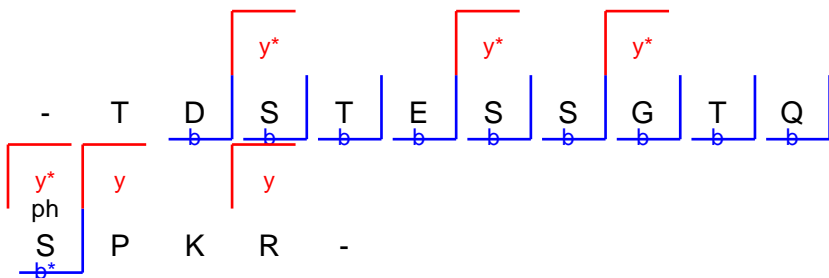 y* y* y*
- T D S T E S S G T Q
b b b b b b b b b
y* y y
ph
S P K R -
b*